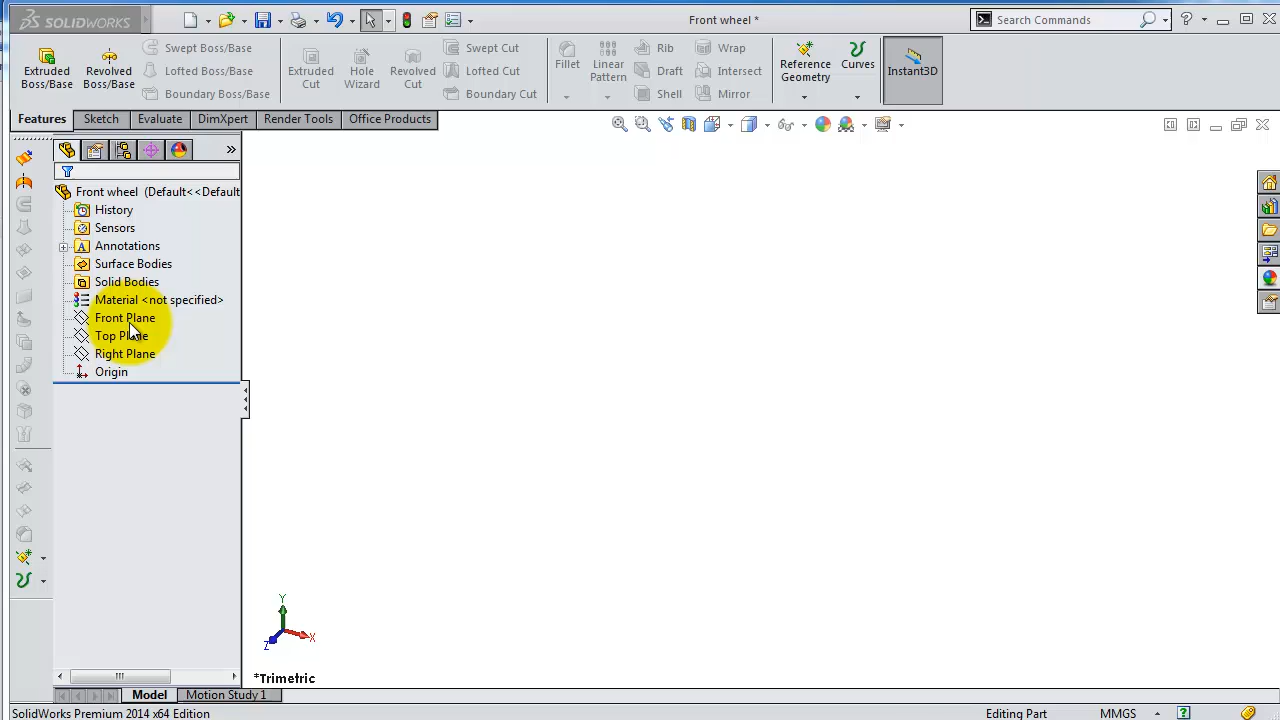 SOLIDWORKS
Front wheel *
Search Commands
Extruded Boss/Base
Revolved Boss/Base
Swept Boss/Base
Lofted Boss/Base
Boundary Boss/Base
Extruded Cut
Hole Wizard
Revolved Cut
Swept Cut
Lofted Cut
Boundary Cut
Fillet
Linear Pattern
Rib
Draft
Shell
Wrap
Intersect
Mirror
Reference Geometry
Curves
Instant3D
Features
Sketch
Evaluate
DimXpert
Render Tools
Office Products
Front wheel (Default<<Default
History
Sensors
Annotations
Surface Bodies
Solid Bodies
Material <not specified>
Front Plane
Top Plane
Right Plane
Origin
Y
X
Z
*Trimetric
Model
Motion Study 1
SolidWorks Premium 2014 x64 Edition
Editing Part
MMGS